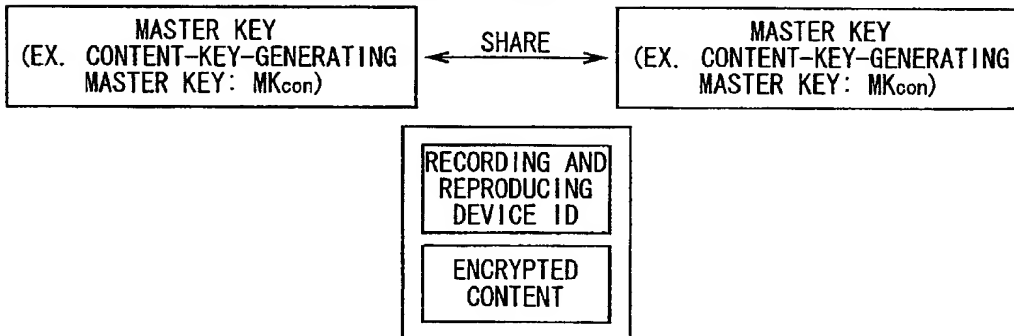 MASTER KEY
(EX. CONTENT-KEY-GENERATING
MASTER KEY: MKcon)
SHARE
MASTER KEY
(EX. CONTENT-KEY-GENERATING
MASTER KEY: MKcon)
RECORDING AND
REPRODUCING
DEVICE ID
ENCRYPTED
CONTENT